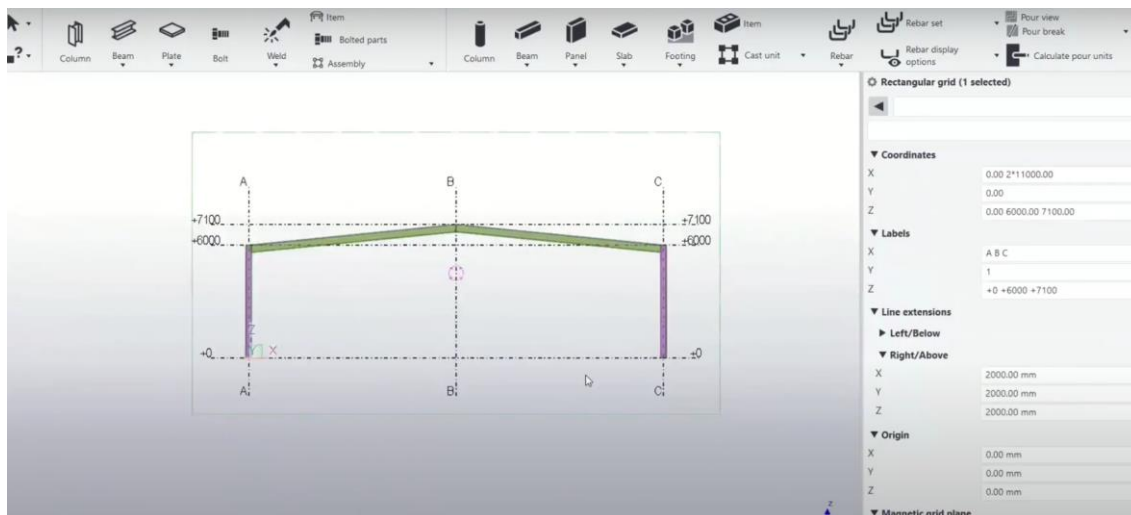 Column
Beam
Plate
Bolt
Weld
Item
Bolted parts
Assembly
Column
Beam
Panel
Slab
Footing
Item
Cast unit
Rebar
Rebar set
Rebar display
options
Pour view
Pour break
Calculate pour units
?
Rectangular grid (1 selected)
Coordinates
X 0.00 2*11000.00
Y 0.00
Z 0.00 6000.00 7100.00
Labels
X A B C
Y 1
Z +0 +6000 +7100
Line extensions
Left/Below
Right/Above
X 2000.00 mm
Y 2000.00 mm
Z 2000.00 mm
Origin
X 0.00 mm
Y 0.00 mm
Z 0.00 mm
Magnetic grid plane
A B C
+7100 +7100
+6000 +6000
Z
X
+0 +0
A B C
z